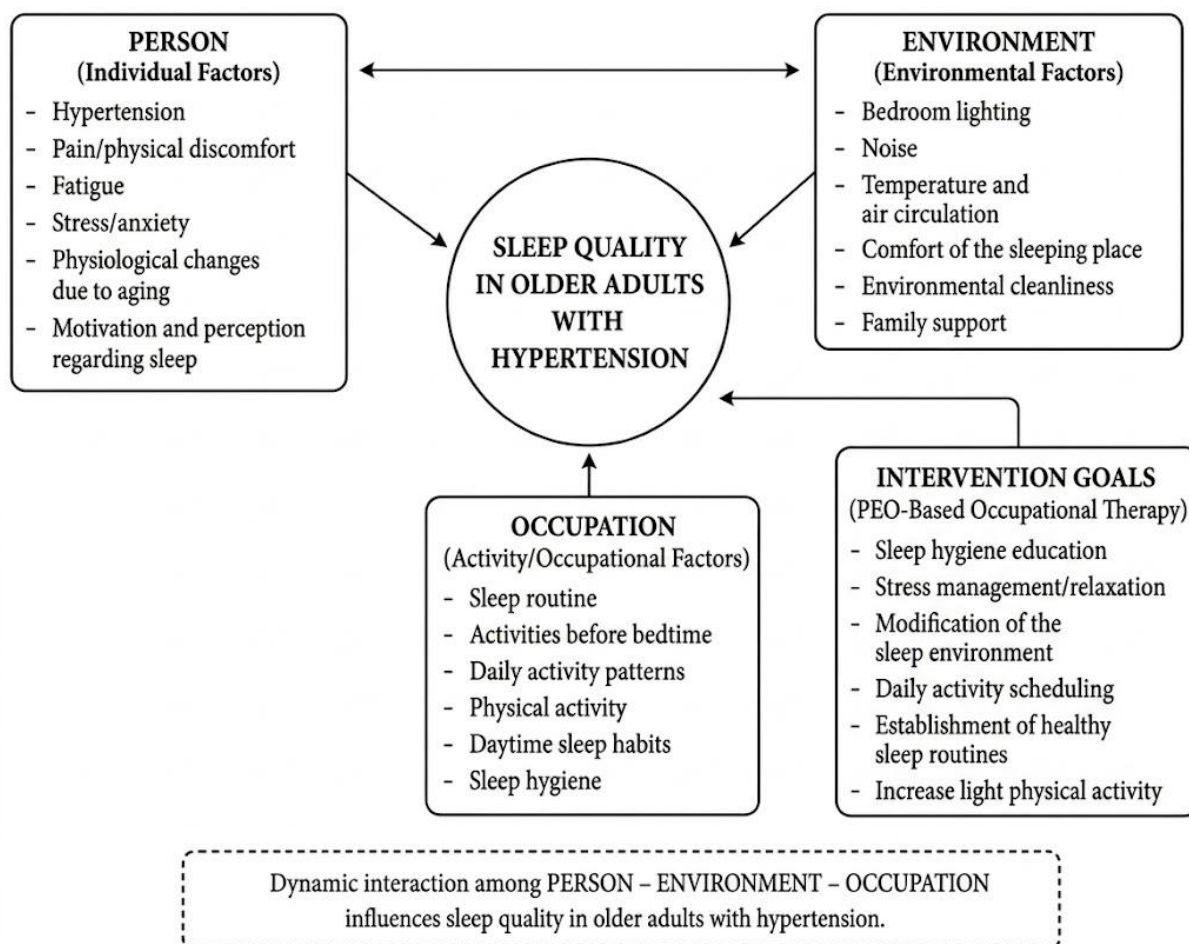 PERSON
(Individual Factors)
- Hypertension
- Pain/physical discomfort
- Fatigue
- Stress/anxiety
- Physiological changes
due to aging
- Motivation and perception
regarding sleep
ENVIRONMENT
(Environmental Factors)
- Bedroom lighting
- Noise
- Temperature and
air circulation
- Comfort of the sleeping place
- Environmental cleanliness
- Family support
SLEEP QUALITY
IN OLDER ADULTS
WITH
HYPERTENSION
OCCUPATION
(Activity/Occupational Factors)
- Sleep routine
- Activities before bedtime
- Daily activity patterns
- Physical activity
- Daytime sleep habits
- Sleep hygiene
INTERVENTION GOALS
(PEO-Based Occupational Therapy)
- Sleep hygiene education
- Stress management/relaxation
- Modification of the
sleep environment
- Daily activity scheduling
- Establishment of healthy
sleep routines
- Increase light physical activity
Dynamic interaction among PERSON – ENVIRONMENT – OCCUPATION
influences sleep quality in older adults with hypertension.